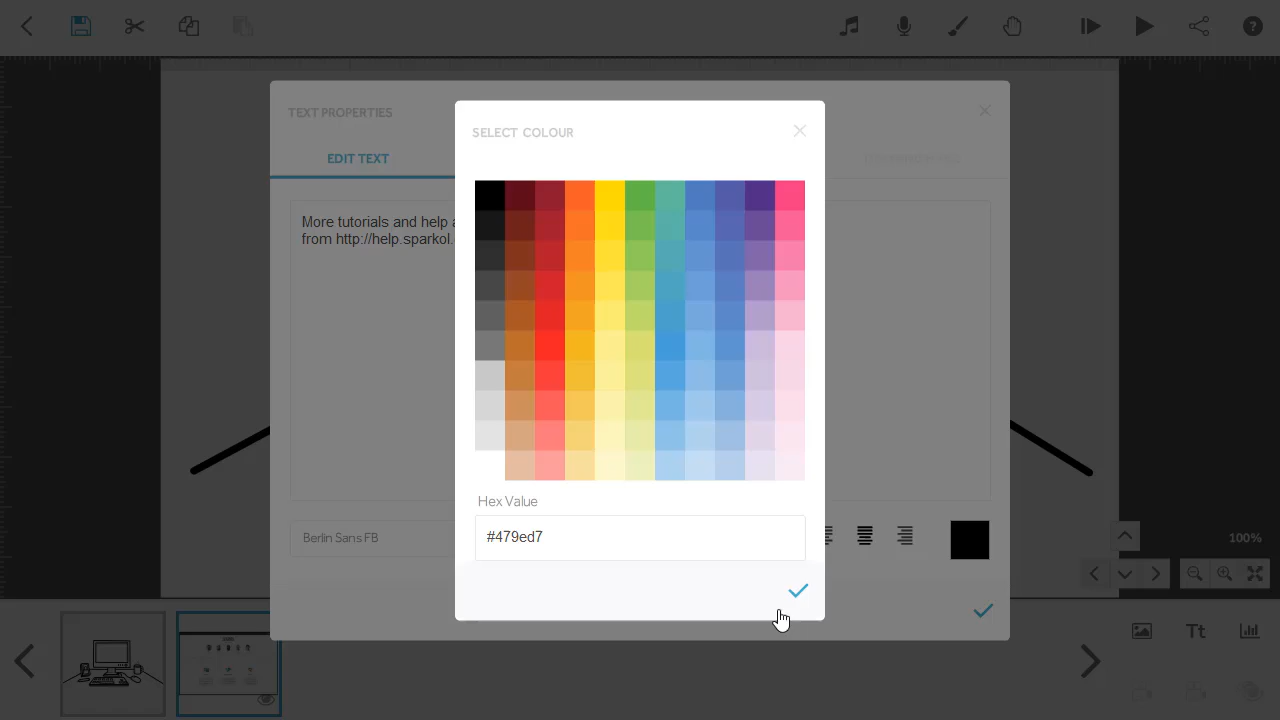 TEXT PROPERTIES
SELECT COLOUR
EDIT TEXT
More tutorials and help
from http://help.sparkol.
Hex Value
#479ed7
Berlin Sans FB
100%
Tt